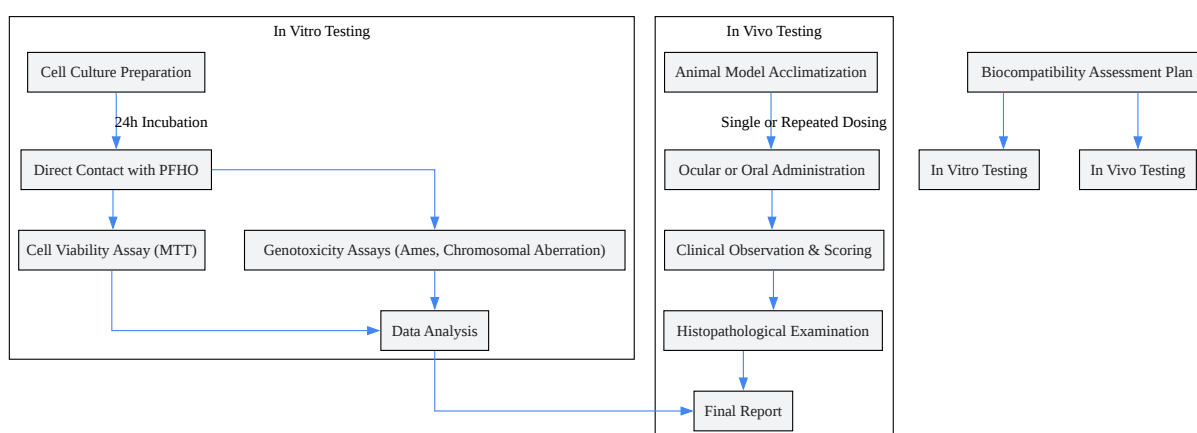 In Vitro Testing
Cell Culture Preparation
24h Incubation
Direct Contact with PFHO
Cell Viability Assay (MTT)
Genotoxicity Assays (Ames, Chromosomal Aberration)
Data Analysis
In Vivo Testing
Animal Model Acclimatization
Single or Repeated Dosing
Ocular or Oral Administration
Clinical Observation & Scoring
Histopathological Examination
Final Report
Biocompatibility Assessment Plan
In Vitro Testing
In Vivo Testing